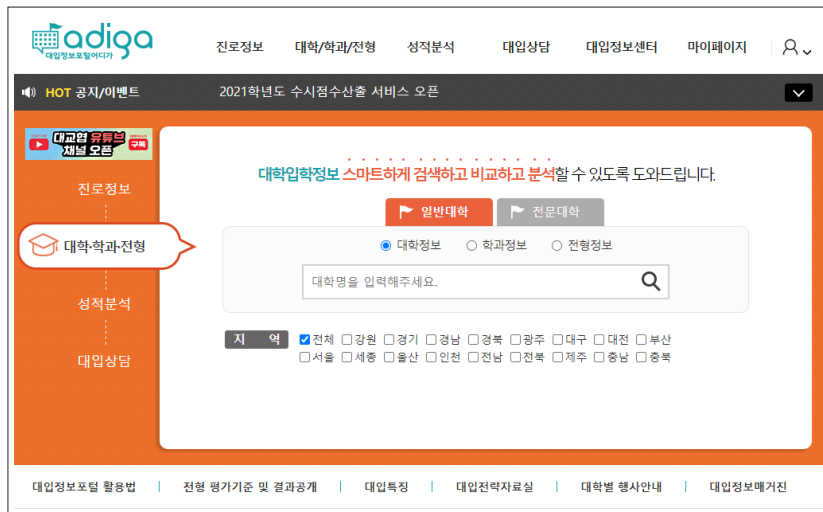 adiga
대입정보포털어디가
진로정보 대학/학과/전형 성적분석 대입상담 대입정보센터 마이페이지
HOT 공지/이벤트 2021학년도 수시점수산출 서비스 오픈
대교협 유튜브
채널 오픈
구독
대학입학정보 스마트하게 검색하고 비교하고 분석할 수 있도록 도와드립니다.
진로정보
일반대학 전문대학
대학·학과·전형
대학정보 학과정보 전형정보
대학명을 입력해주세요.
성적분석
지 역 전체 강원 경기 경남 경북 광주 대구 대전 부산
서울 세종 울산 인천 전남 전북 제주 충남 충북
대입상담
대입정보포털 활용법 | 전형 평가기준 및 결과공개 | 대입특징 | 대입전략자료실 | 대학별 행사안내 | 대입정보매거진